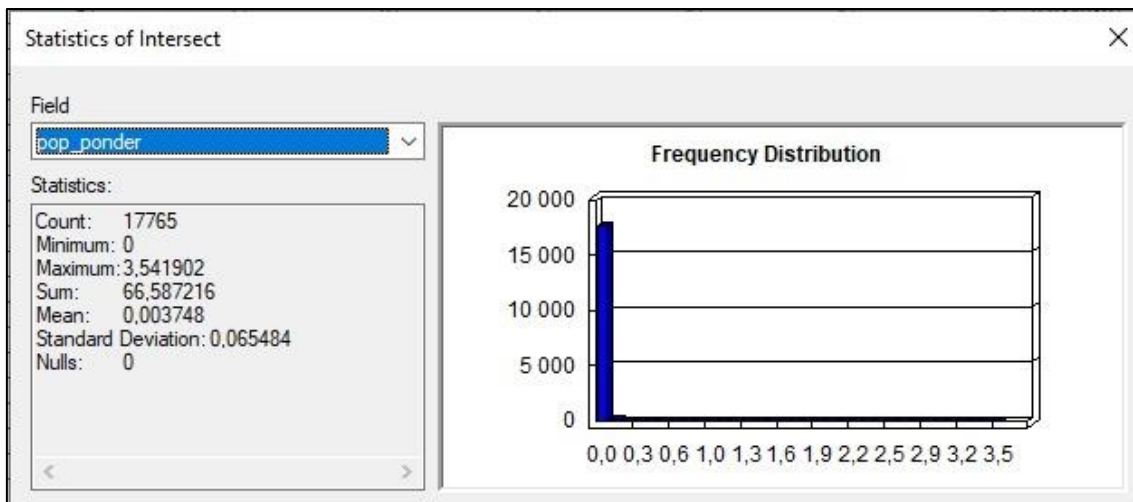 Statistics of Intersect
Field
pop_ponder
Statistics:
Count: 17765
Minimum: 0
Maximum: 3,541902
Sum: 66,587216
Mean: 0,003748
Standard Deviation: 0,065484
Nulls: 0
Frequency Distribution
20 000
15 000
10 000
5 000
0
0,0 0,3 0,6 1,0 1,3 1,6 1,9 2,2 2,5 2,9 3,2 3,5